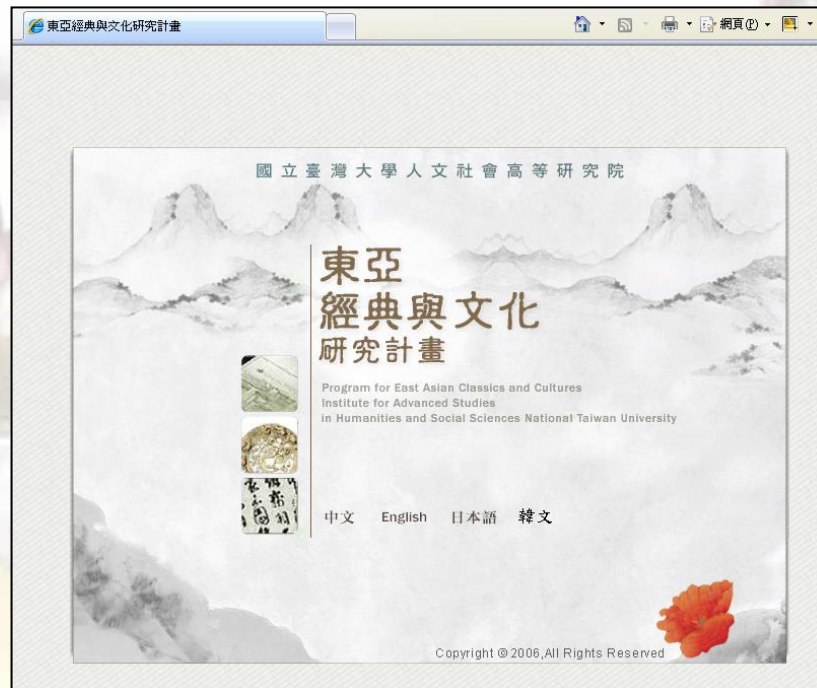 東亞經典與文化研究計畫
網頁(P)
國立臺灣大學人文社會高等研究院
東亞
經典與文化
研究計畫
Program for East Asian Classics and Cultures
Institute for Advanced Studies
in Humanities and Social Sciences National Taiwan University
中文 English 日本語 韓文
Copyright @ 2006,All Rights Reserved